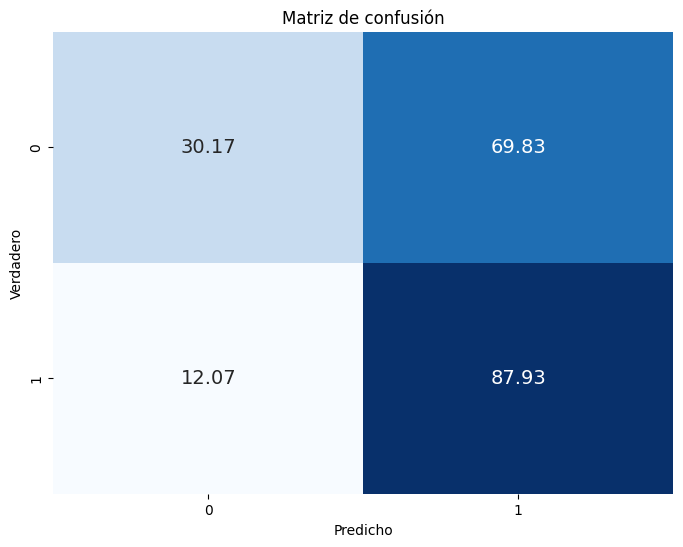 Matriz de confusión
0
30.17
69.83
Verdadero
1
12.07
87.93
0
1
Predicho